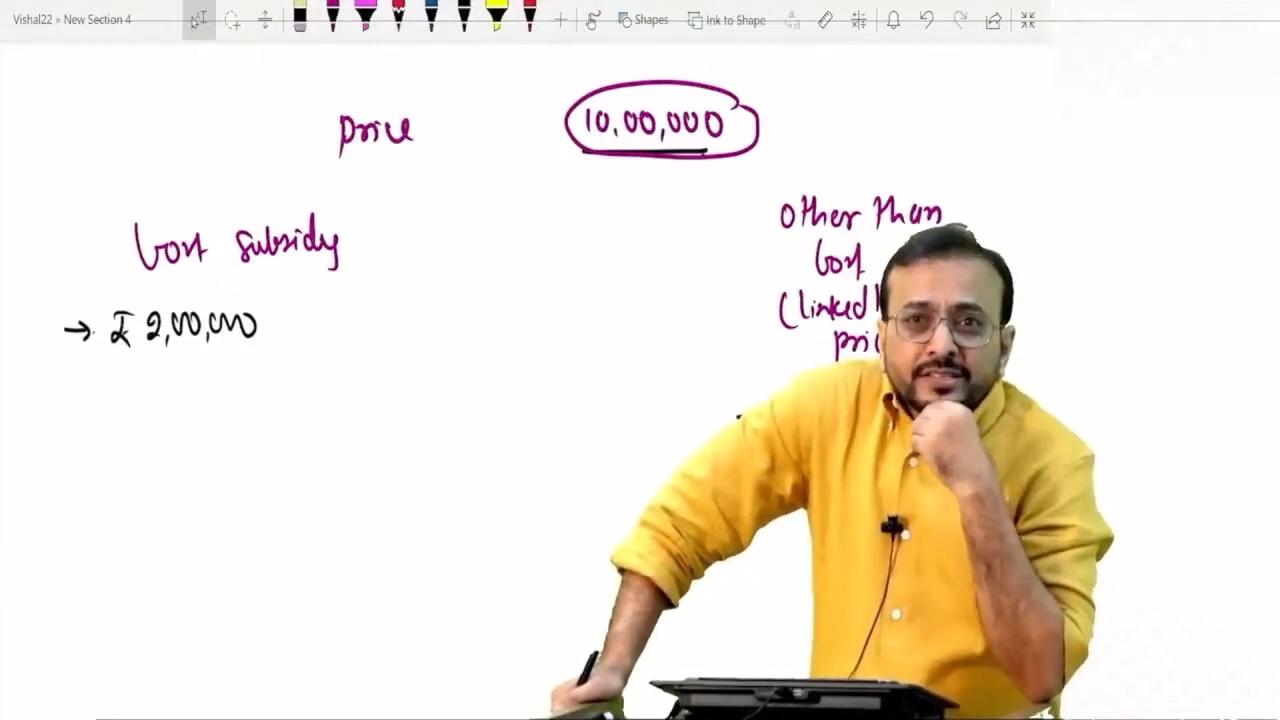 Vishal22 » New Section 4
Shapes
Ink to Shape
Price
10,00,000
Govt subsidy
→ ₹ 2,00,000
Other than
Govt
(linked
pri